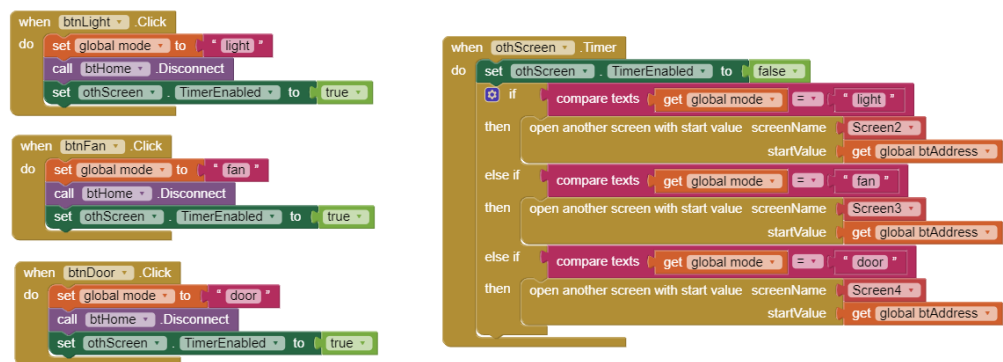 when btnLight .Click
do set global mode to " light "
call btHome .Disconnect
set othScreen . TimerEnabled to true
when btnFan .Click
do set global mode to " fan "
call btHome .Disconnect
set othScreen . TimerEnabled to true
when btnDoor .Click
do set global mode to " door "
call btHome .Disconnect
set othScreen . TimerEnabled to true
when othScreen .Timer
do set othScreen . TimerEnabled to false
if compare texts get global mode = " light "
then open another screen with start value screenName Screen2
startValue get global btAddress
else if compare texts get global mode = " fan "
then open another screen with start value screenName Screen3
startValue get global btAddress
else if compare texts get global mode = " door "
then open another screen with start value screenName Screen4
startValue get global btAddress